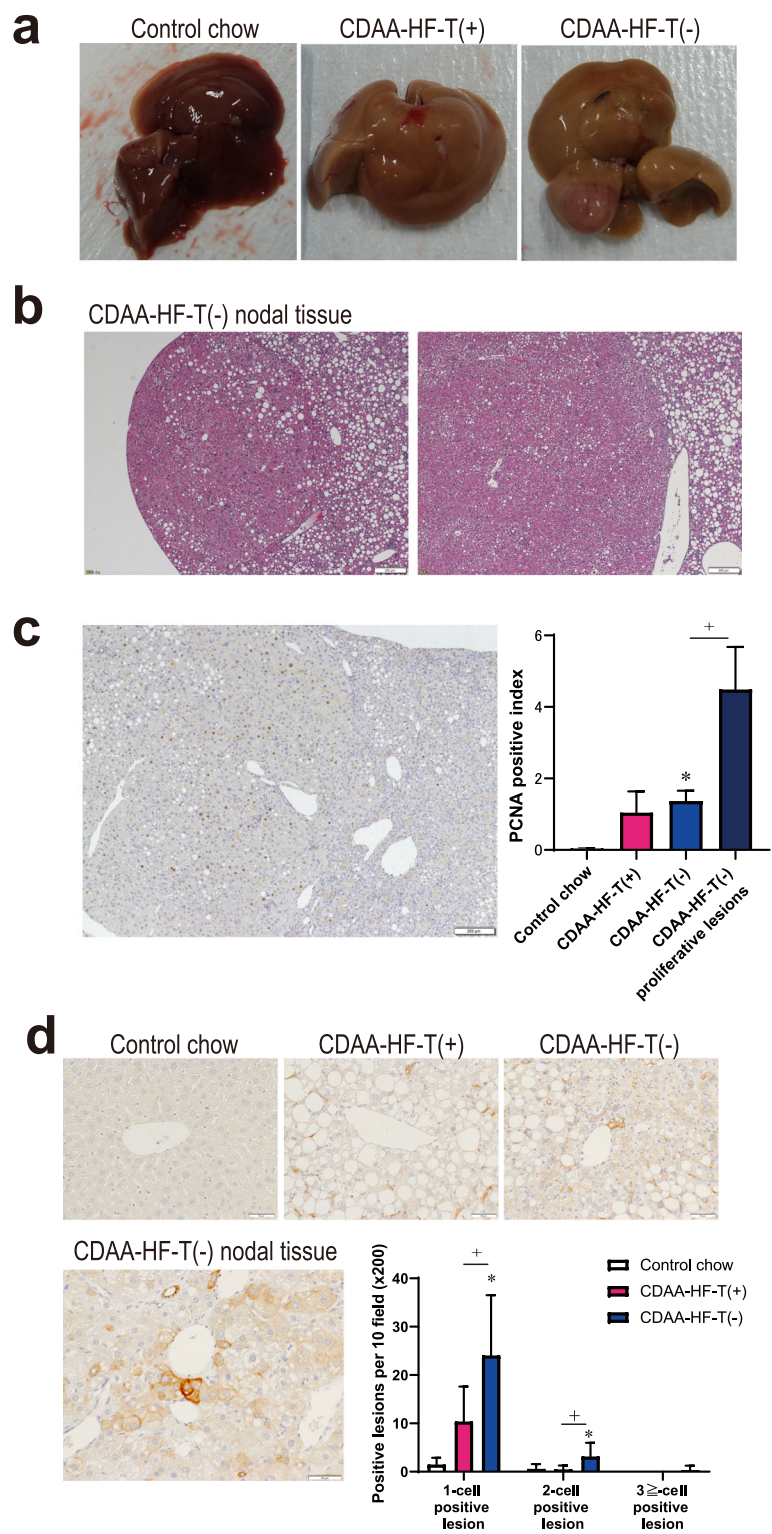 a
Control chow
CDAA-HF-T(+)
CDAA-HF-T(-)
b
CDAA-HF-T(-) nodal tissue
c
PCNA positive index
6
4
2
0
+
*
Control chow
CDAA-HF-T(+)
CDAA-HF-T(-)
CDAA-HF-T(-)
proliferative lesions
200 µm
d
Control chow
CDAA-HF-T(+)
CDAA-HF-T(-)
CDAA-HF-T(-) nodal tissue
Positive lesions per 10 field (x200)
40
30
20
10
0
+
*
+
*
Control chow
CDAA-HF-T(+)
CDAA-HF-T(-)
1-cell
positive
lesion
2-cell
positive
lesion
3≧-cell
positive
lesion